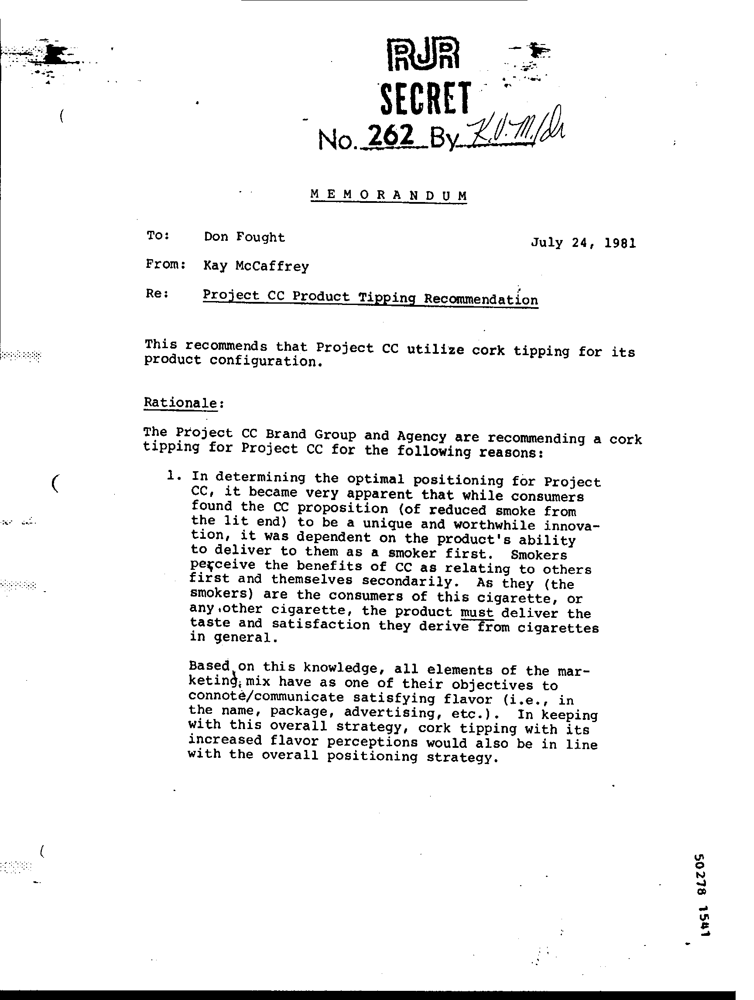 RJR
SECRET
No. 262 By K.V.M./dr
MEMORANDUM
To: Don Fought
July 24, 1981
From: Kay McCaffrey
Re: Project CC Product Tipping Recommendation
This recommends that Project CC utilize cork tipping for its
product configuration.
Rationale:
The Project CC Brand Group and Agency are recommending a cork
tipping for Project CC for the following reasons:
1. In determining the optimal positioning for Project
CC, it became very apparent that while consumers
found the CC proposition (of reduced smoke from
the lit end) to be a unique and worthwhile innova-
tion, it was dependent on the product's ability
to deliver to them as a smoker first. Smokers
perceive the benefits of CC as relating to others
first and themselves secondarily. As they (the
smokers) are the consumers of this cigarette, or
any other cigarette, the product must deliver the
taste and satisfaction they derive from cigarettes
in general.
Based on this knowledge, all elements of the mar-
keting mix have as one of their objectives to
connote/communicate satisfying flavor (i.e., in
the name, package, advertising, etc.). In keeping
with this overall strategy, cork tipping with its
increased flavor perceptions would also be in line
with the overall positioning strategy.
50278 1541